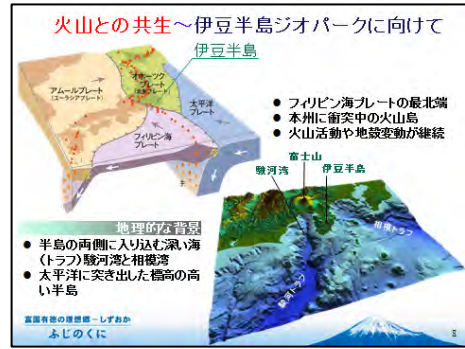 火山との共生～伊豆半島ジオパークに向けて
伊豆半島
オホーツク
プレート
アムールプレート
(ユーラシアプレート)
太平洋
プレート
フィリピン海
プレート
● フィリピン海プレートの最北端
● 本州に衝突中の火山島
● 火山活動や地殻変動が継続
富士山
駿河湾
伊豆半島
相模トラフ
駿河トラフ
地理的な背景
● 半島の両側に入り込む深い海
(トラフ)駿河湾と相模湾
● 太平洋に突き出した標高の高
い半島
富国有徳の理想郷－しずおか
ふじのくに